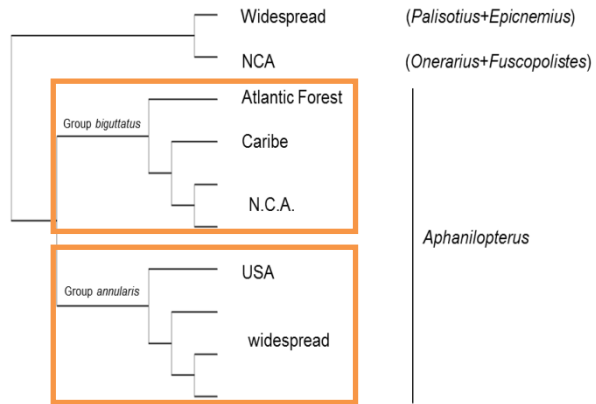 Widespread (Palisotius+Epicnemius)
NCA (Onerarius+Fuscopolistes)
Atlantic Forest
Group biguttatus
Caribe
N.C.A.
Aphanilopterus
USA
Group annularis
widespread